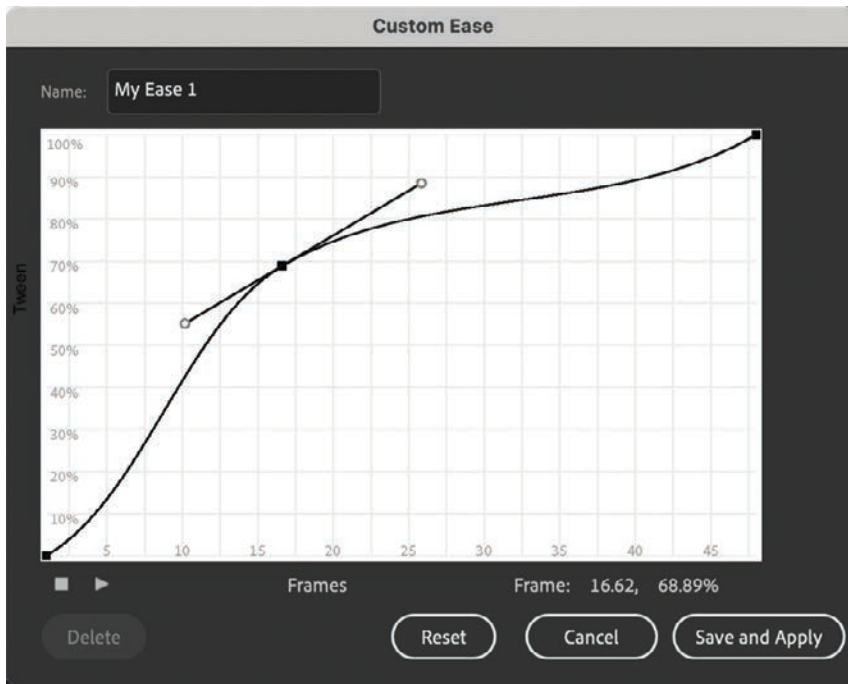 Custom Ease
Name: My Ease 1
Tween
100%
90%
80%
70%
60%
50%
40%
30%
20%
10%
5 10 15 20 25 30 35 40 45
Frames
Frame: 16.62, 68.89%
Delete Reset Cancel Save and Apply